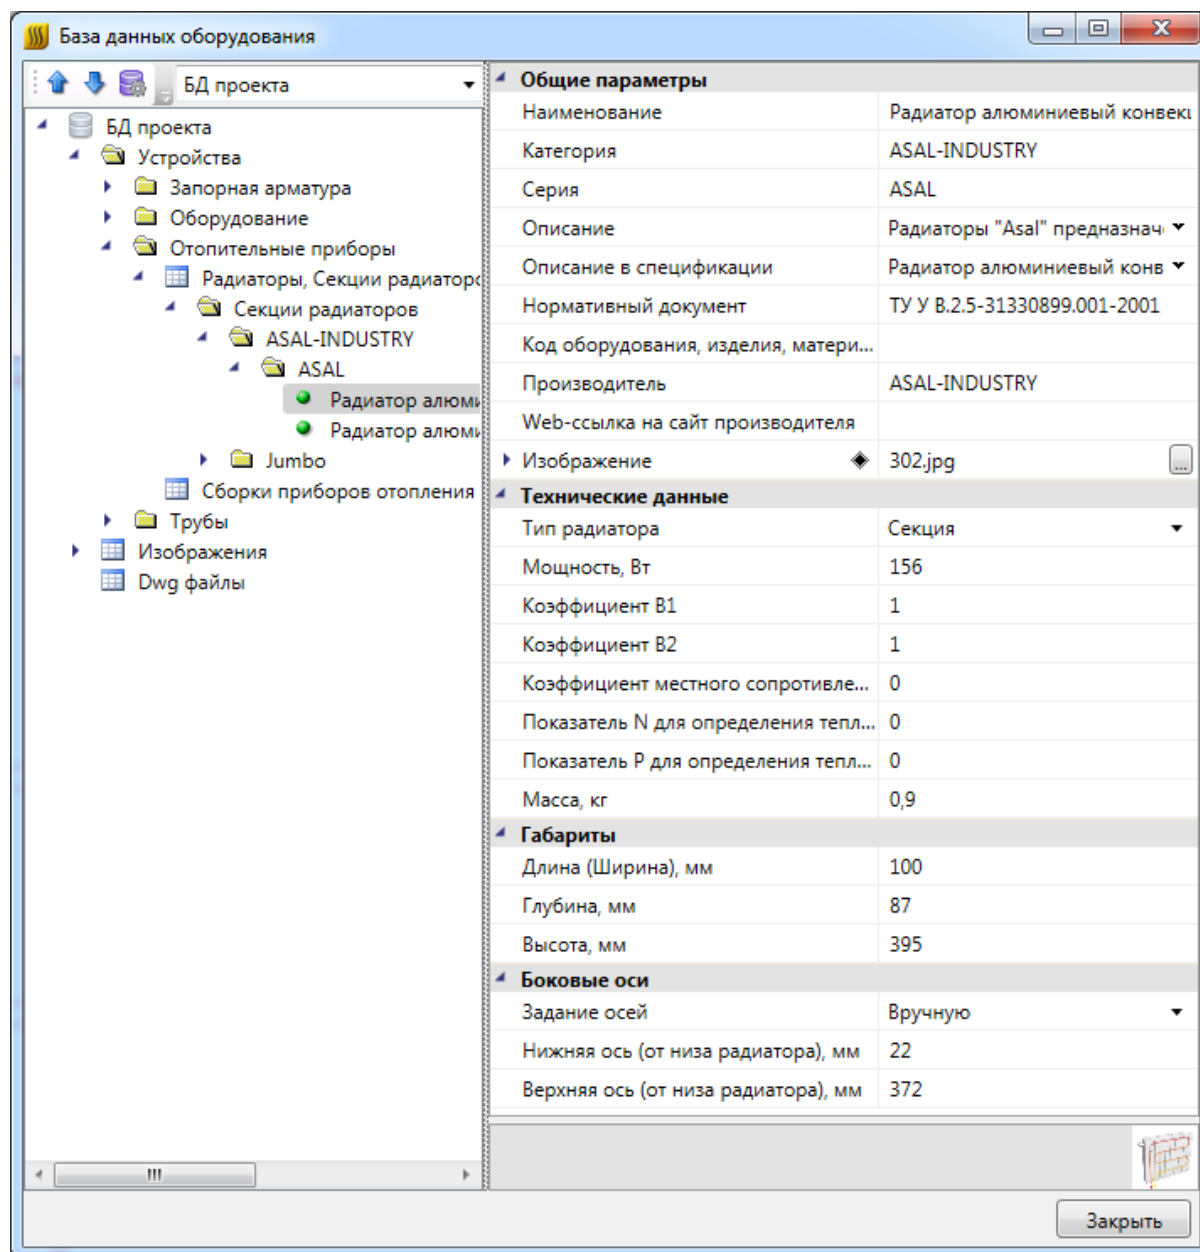 База данных оборудования
БД проекта
БД проекта
Устройства
Запорная арматура
Оборудование
Отопительные приборы
Радиаторы, Секции радиаторо
Секции радиаторов
ASAL-INDUSTRY
ASAL
Радиатор алюми
Радиатор алюми
Jumbo
Сборки приборов отопления
Трубы
Изображения
Dwg файлы
Общие параметры
Наименование Радиатор алюминиевый конвекц
Категория ASAL-INDUSTRY
Серия ASAL
Описание Радиаторы "Asal" предназнач
Описание в спецификации Радиатор алюминиевый конв
Нормативный документ ТУ У В.2.5-31330899.001-2001
Код оборудования, изделия, матери...
Производитель ASAL-INDUSTRY
Web-ссылка на сайт производителя
Изображение 302.jpg ...
Технические данные
Тип радиатора Секция
Мощность, Вт 156
Коэффициент В1 1
Коэффициент В2 1
Коэффициент местного сопротивле... 0
Показатель N для определения тепл... 0
Показатель P для определения тепл... 0
Масса, кг 0,9
Габариты
Длина (Ширина), мм 100
Глубина, мм 87
Высота, мм 395
Боковые оси
Задание осей Вручную
Нижняя ось (от низа радиатора), мм 22
Верхняя ось (от низа радиатора), мм 372
Закрыть